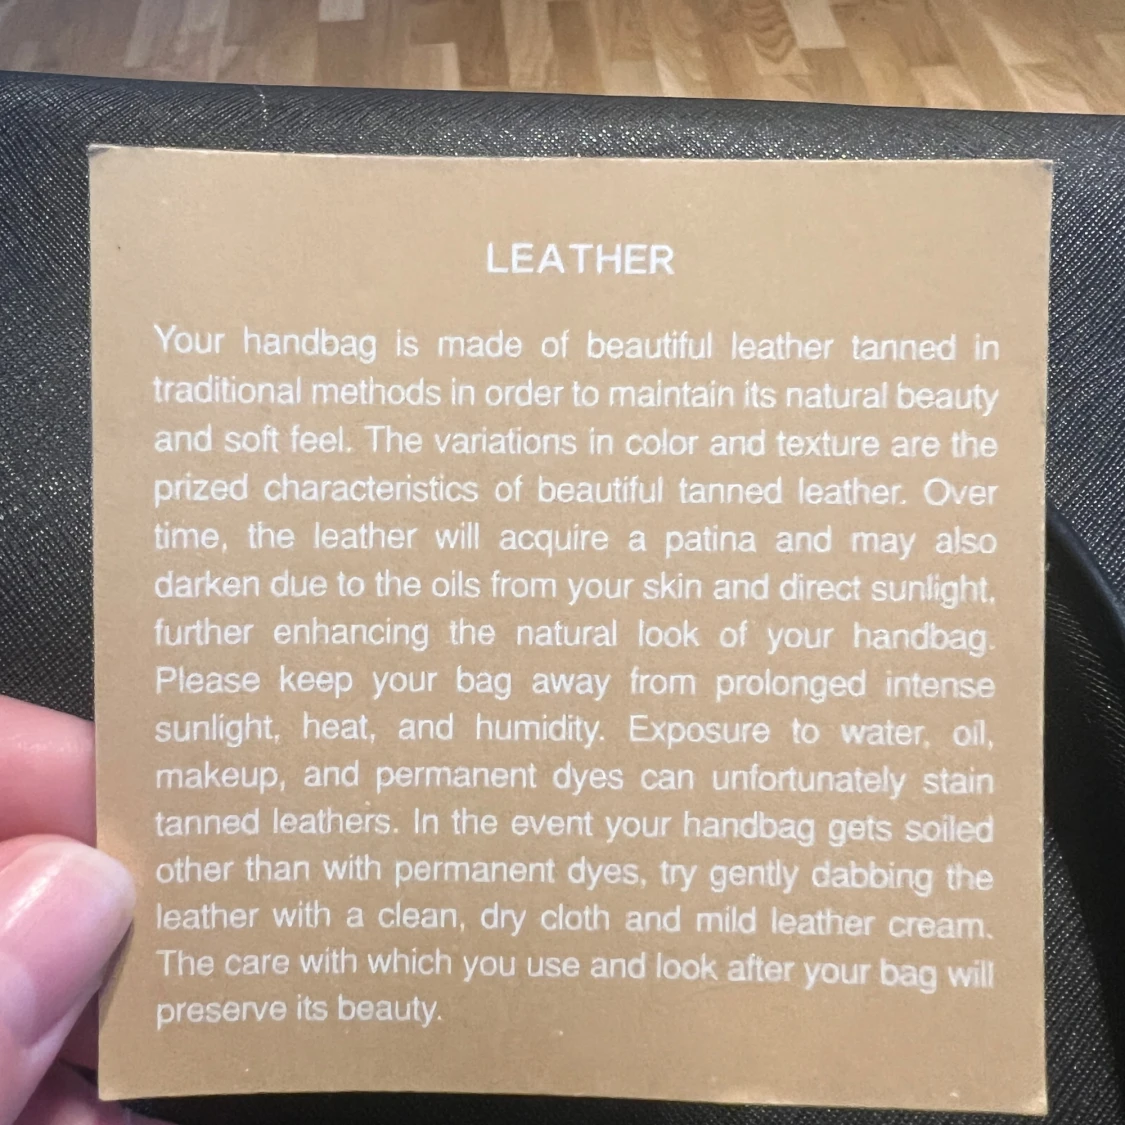 LEATHER
Your handbag is made of beautiful leather tanned in
traditional methods in order to maintain its natural beauty
and soft feel. The variations in color and texture are the
prized characteristics of beautiful tanned leather. Over
time, the leather will acquire a patina and may also
darken due to the oils from your skin and direct sunlight,
further enhancing the natural look of your handbag.
Please keep your bag away from prolonged intense
sunlight, heat, and humidity. Exposure to water, oil,
makeup, and permanent dyes can unfortunately stain
tanned leathers. In the event your handbag gets soiled
other than with permanent dyes, try gently dabbing the
leather with a clean, dry cloth and mild leather cream.
The care with which you use and look after your bag will
preserve its beauty.